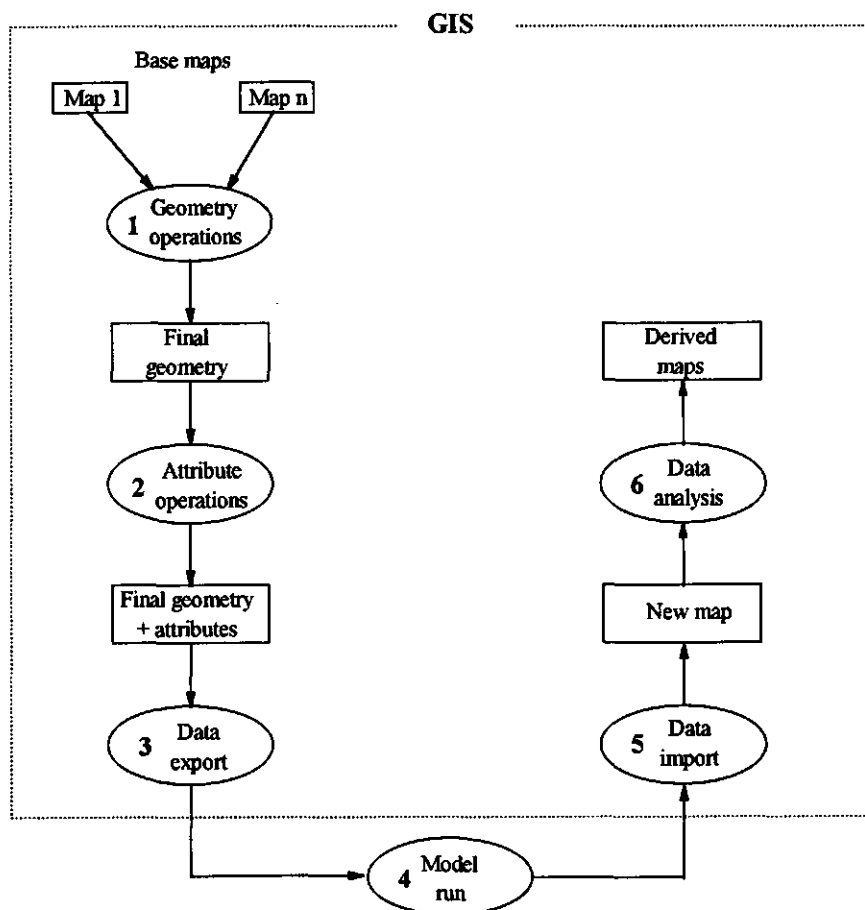 GIS
Base maps
Map 1
Map n
1 Geometry
operations
Final
geometry
2 Attribute
operations
Final geometry
+ attributes
3 Data
export
4 Model
run
5 Data
import
New map
6 Data
analysis
Derived
maps